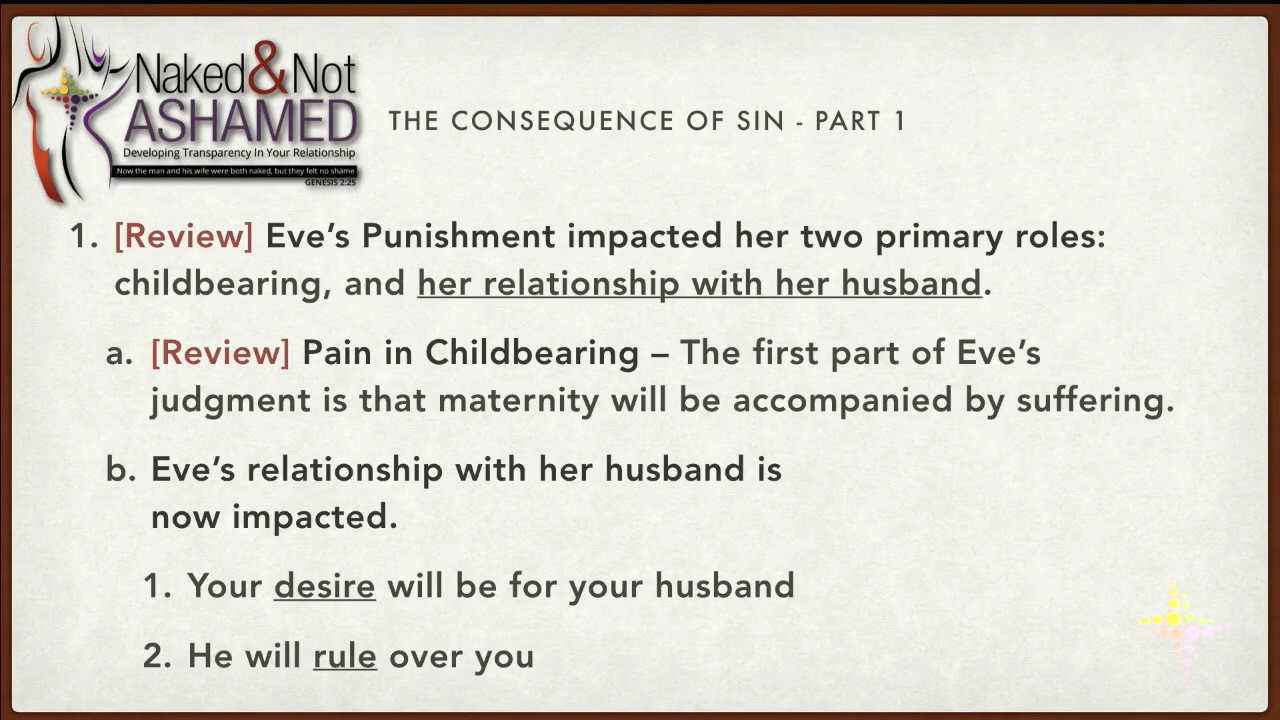 Naked&Not
ASHAMED
Developing Transparency In Your Relationship
Now the man and his wife were both naked, but they felt no shame
GENESIS 2:25
THE CONSEQUENCE OF SIN - PART 1
1. [Review] Eve’s Punishment impacted her two primary roles:
childbearing, and her relationship with her husband.
a. [Review] Pain in Childbearing – The first part of Eve’s
judgment is that maternity will be accompanied by suffering.
b. Eve’s relationship with her husband is
now impacted.
1. Your desire will be for your husband
2. He will rule over you